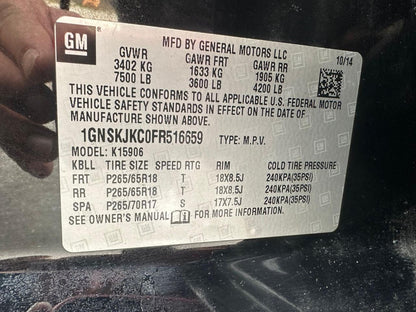 GM
MFD BY GENERAL MOTORS LLC
10/14
GVWR GAWR FRT GAWR RR
3402 KG 1633 KG 1905 KG
7500 LB 3600 LB 4200 LB
THIS VEHICLE CONFORMS TO ALL APPLICABLE U.S. FEDERAL MOTOR
VEHICLE SAFETY STANDARDS IN EFFECT ON THE DATE OF
MANUFACTURE SHOWN ABOVE.
1GNSKJKC0FR516659 TYPE: M.P.V.
MODEL: K15906
KBLL TIRE SIZE SPEED RTG RIM COLD TIRE PRESSURE
FRT P265/65R18 T 18X8.5J 240KPA(35PSI)
RR P265/65R18 T 18X8.5J 240KPA(35PSI)
SPA P265/70R17 S 17X7.5J 240KPA(35PSI)
SEE OWNER'S MANUAL FOR MORE INFORMATION.